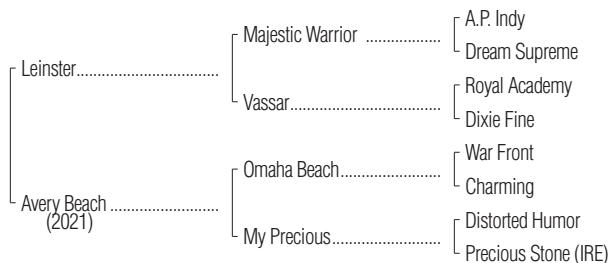 A.P. Indy
Majestic Warrior ..................
Dream Supreme
Leinster...................................
Royal Academy
Vassar.....................................
Dixie Fine
War Front
Omaha Beach........................
Charming
Avery Beach ..........................
(2021)
Distorted Humor
My Precious...........................
Precious Stone (IRE)